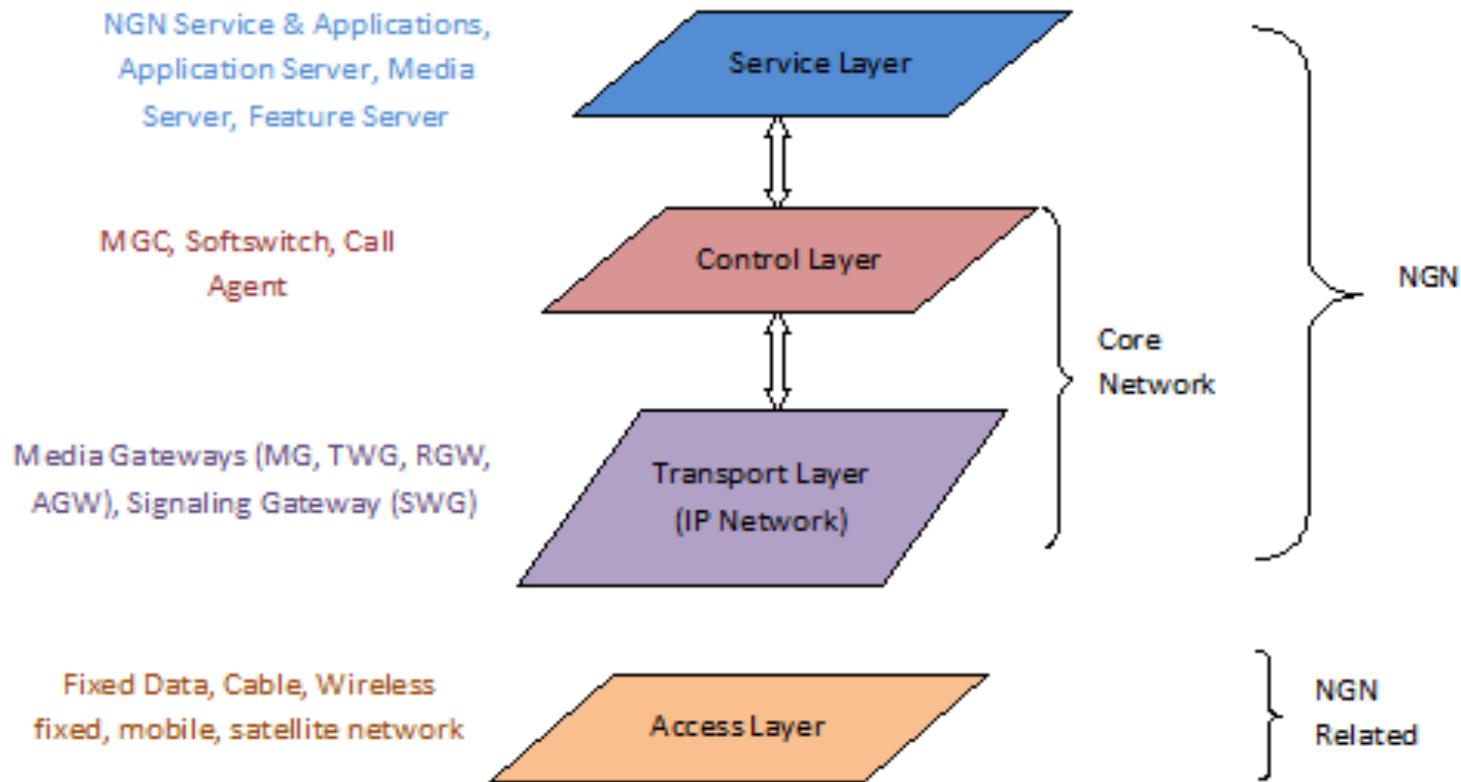 NGN Service & Applications,
Application Server, Media
Server, Feature Server
Service Layer
MGC, Softswitch, Call
Agent
Control Layer
Core
Network
NGN
Media Gateways (MG, TWG, RGW,
AGW), Signaling Gateway (SWG)
Transport Layer
(IP Network)
Fixed Data, Cable, Wireless
fixed, mobile, satellite network
Access Layer
NGN
Related